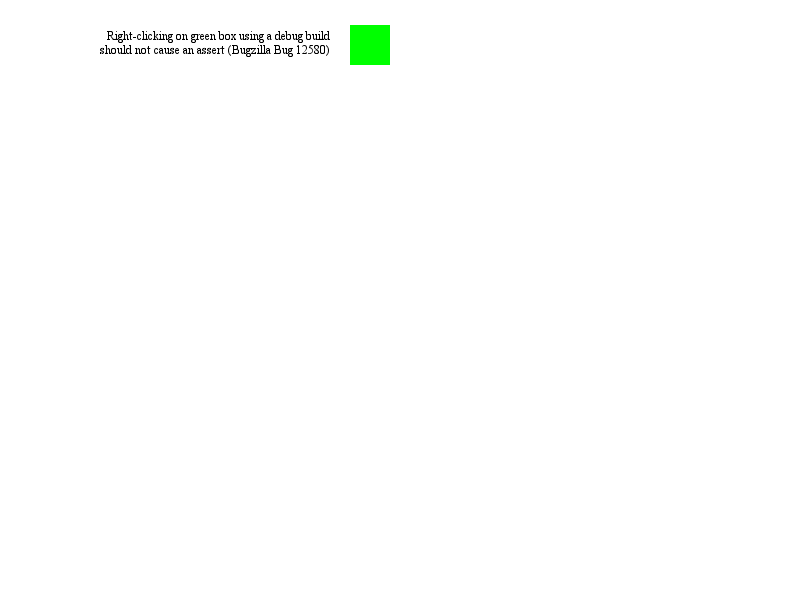 Right-clicking on green box using a debug build
should not cause an assert (Bugzilla Bug 12580)